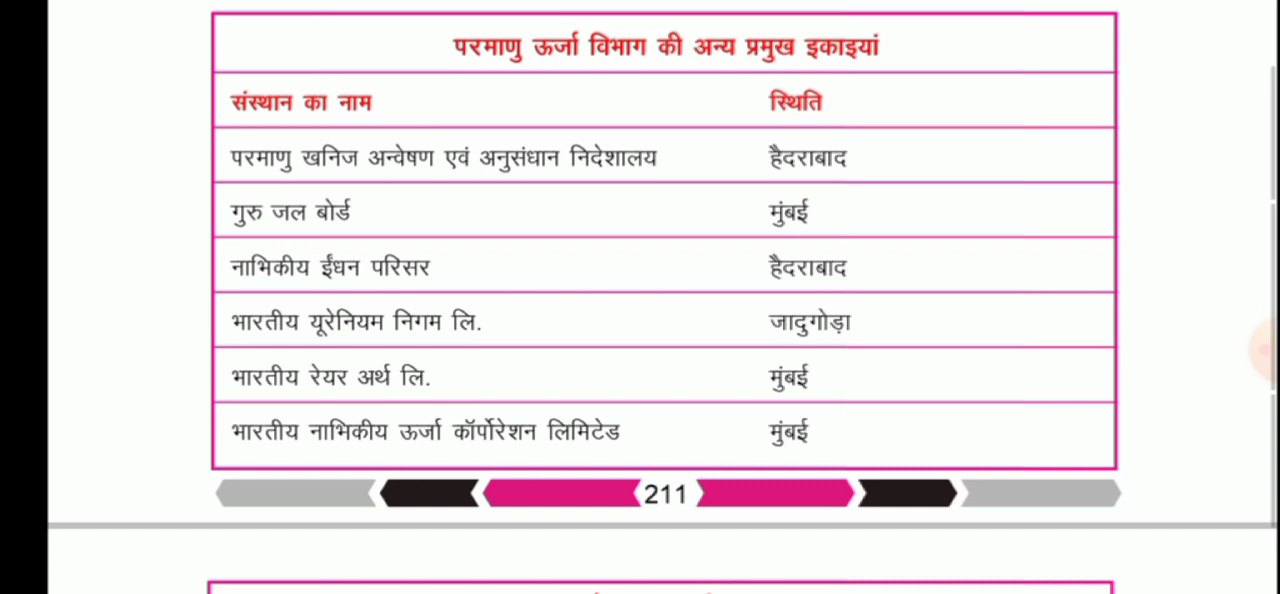 परमाणु ऊर्जा विभाग की अन्य प्रमुख इकाइयां
संस्थान का नाम स्थिति
परमाणु खनिज अन्वेषण एवं अनुसंधान निदेशालय हैदराबाद
गुरु जल बोर्ड मुंबई
नाभिकीय ईंधन परिसर हैदराबाद
भारतीय यूरेनियम निगम लि. जादुगोड़ा
भारतीय रेयर अर्थ लि. मुंबई
भारतीय नाभिकीय ऊर्जा कॉर्पोरेशन लिमिटेड मुंबई
211